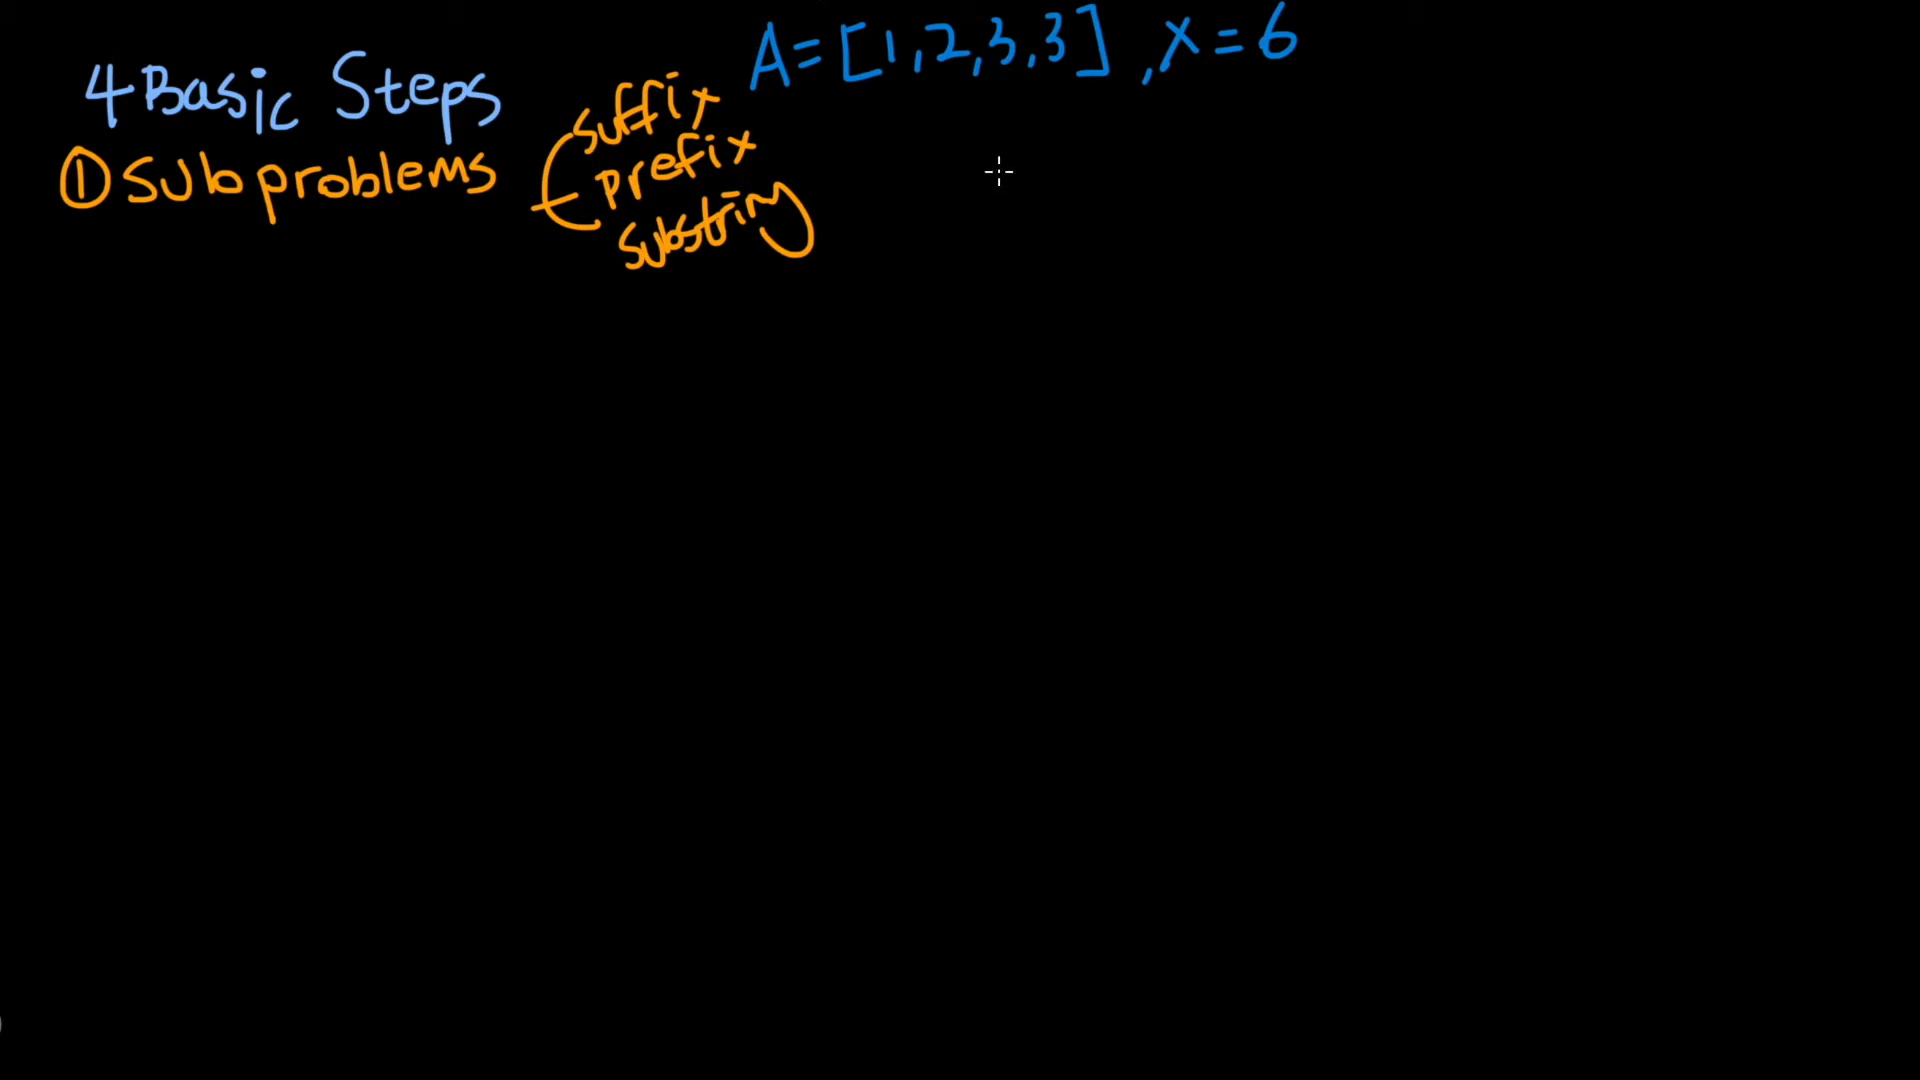 4 Basic Steps
A=[1,2,3,3], x=6
① Subproblems
suffix
prefix
substring